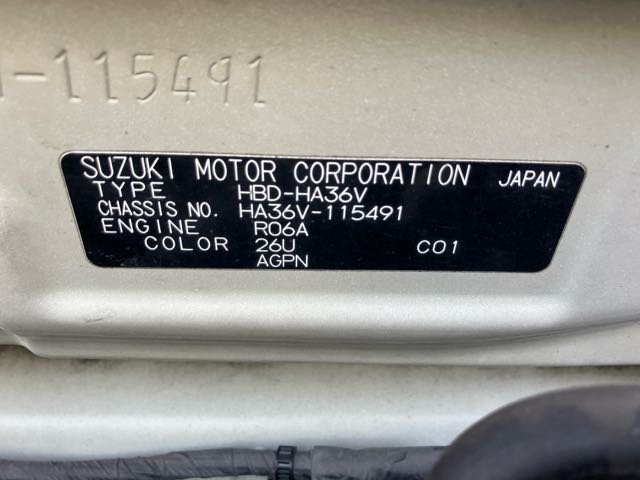 -115491
SUZUKI MOTOR CORPORATION JAPAN
TYPE HBD-HA36V
CHASSIS NO. HA36V-115491
ENGINE R06A
COLOR 26U C01
AGPN